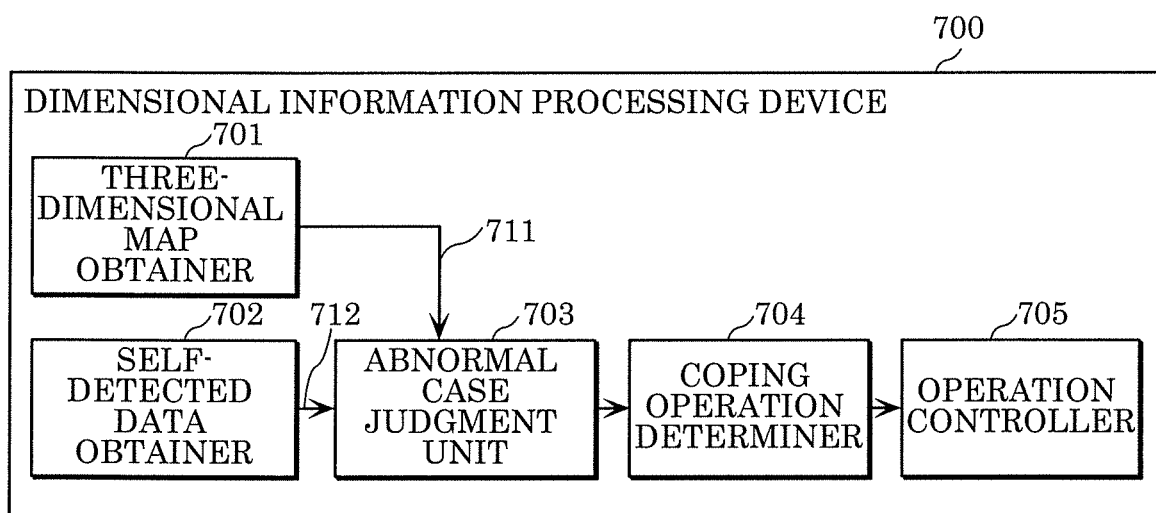 700
DIMENSIONAL INFORMATION PROCESSING DEVICE
701
THREE-
DIMENSIONAL
MAP
OBTAINER
711
702
SELF-
DETECTED
DATA
OBTAINER
712
703
ABNORMAL
CASE
JUDGMENT
UNIT
704
COPING
OPERATION
DETERMINER
705
OPERATION
CONTROLLER